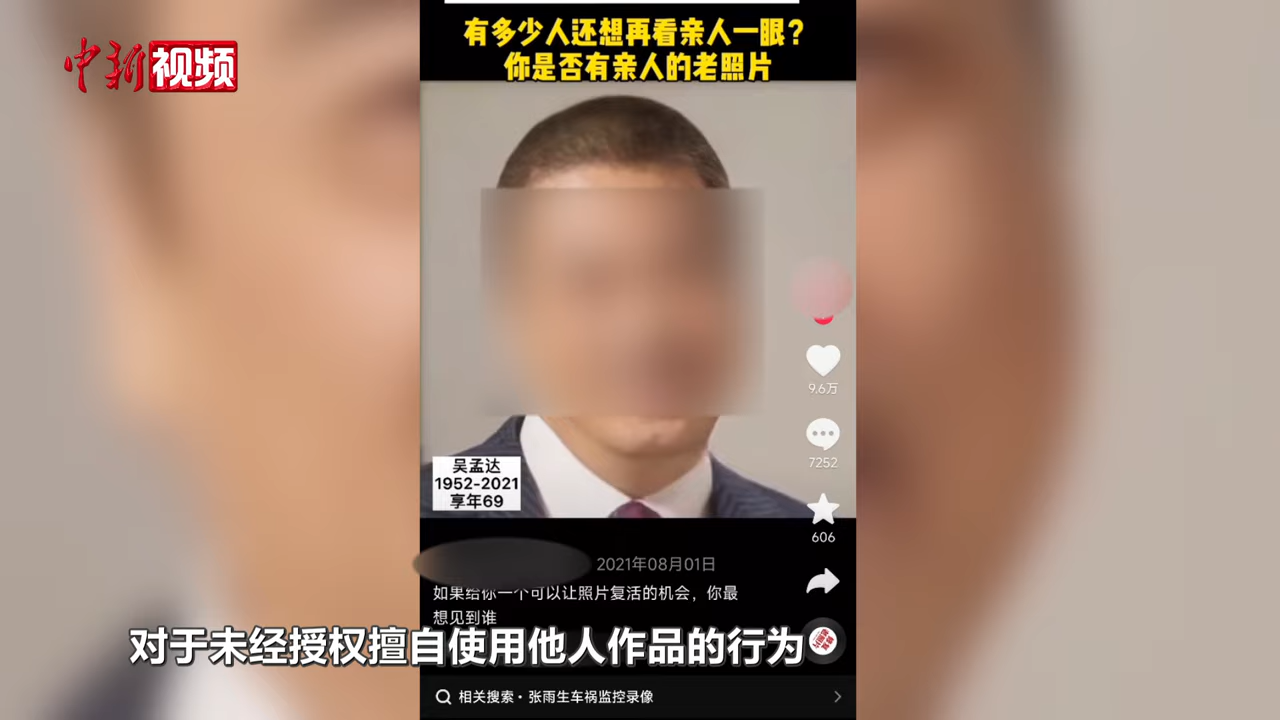 中新视频
有多少人还想再看亲人一眼？
你是否有亲人的老照片
吴孟达
1952-2021
享年69
9.6万
7252
606
2021年08月01日
如果给你一个可以让照片复活的机会，你最
想见到谁
对于未经授权擅自使用他人作品的行为
相关搜索·张雨生车祸监控录像